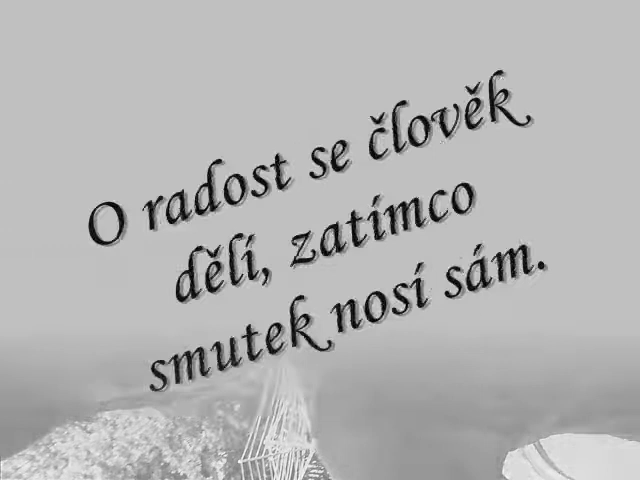 O radost se člověk
dělí, zatímco
smutek nosí sám.